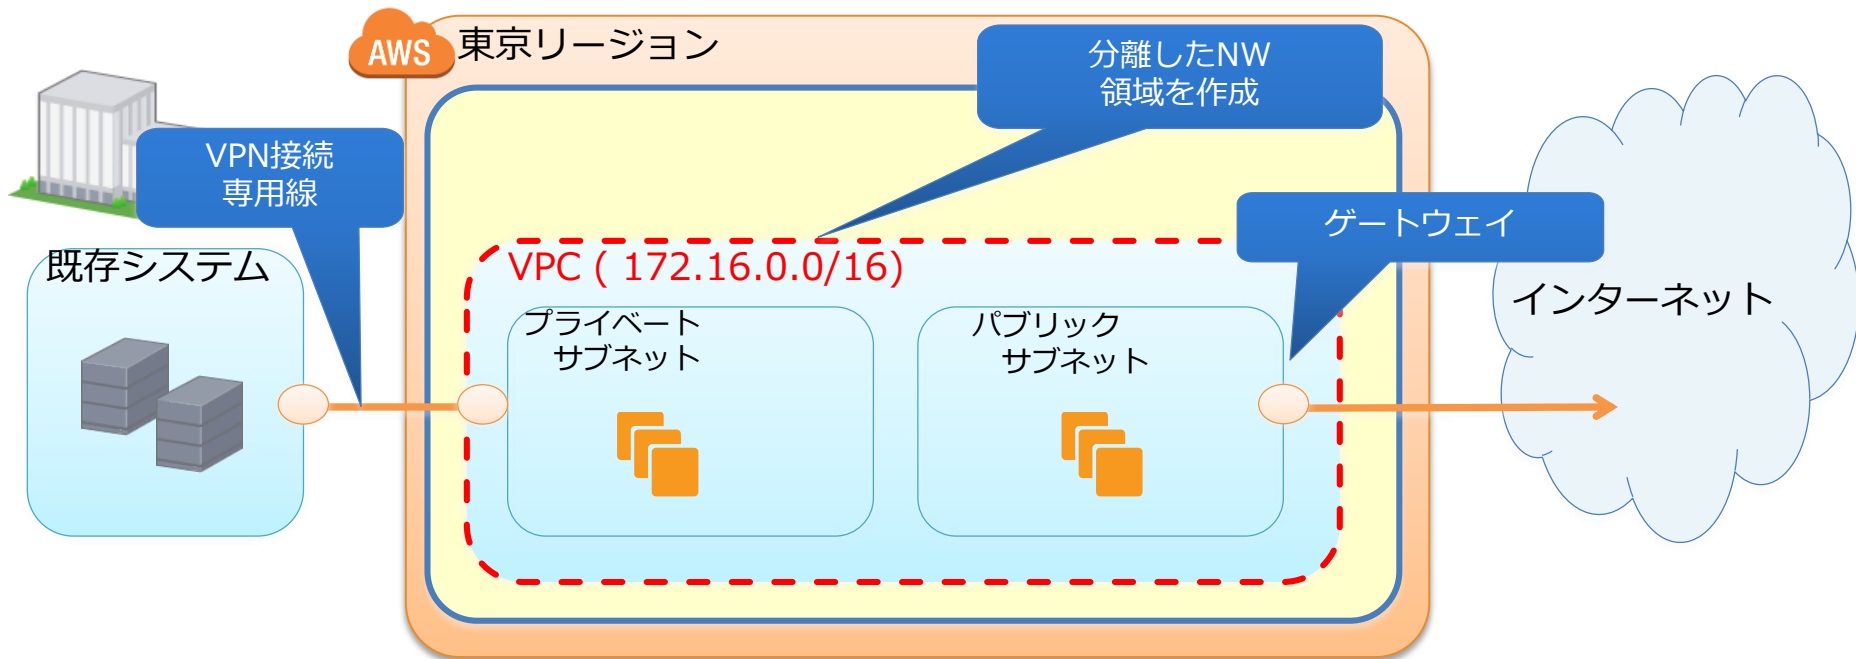 AWS
東京リージョン
分離したNW
領域を作成
VPN接続
専用線
ゲートウェイ
既存システム
VPC ( 172.16.0.0/16)
プライベート
サブネット
パブリック
サブネット
インターネット